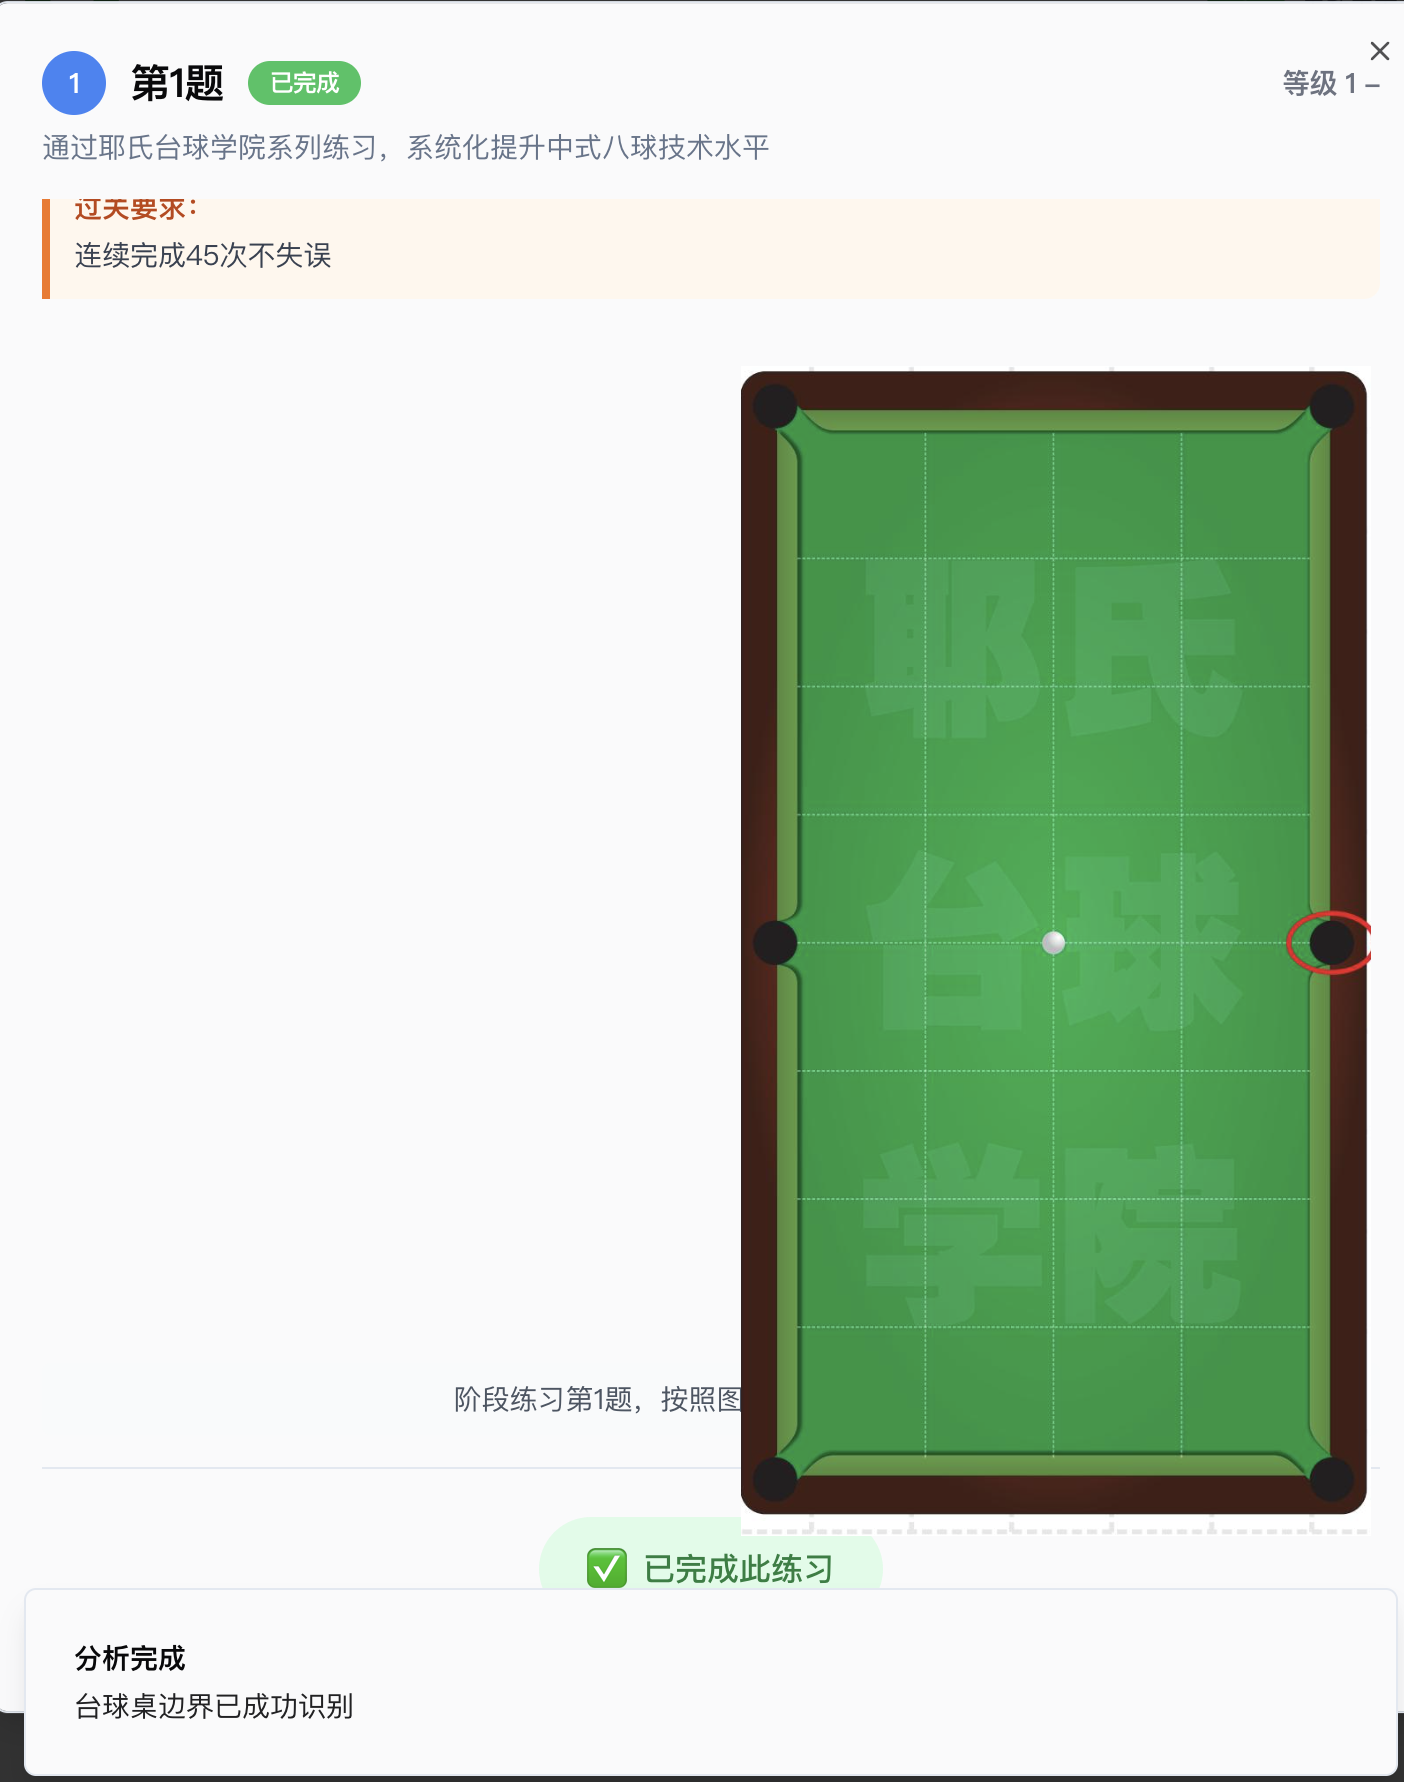 1
第1题
已完成
等级 1 –
通过耶氏台球学院系列练习，系统化提升中式八球技术水平
过关要求：
连续完成45次不失误
耶氏
台球
学院
阶段练习第1题，按照图
已完成此练习
分析完成
台球桌边界已成功识别